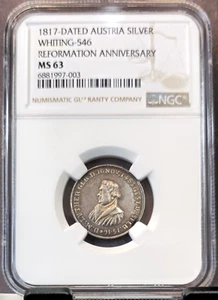 1817-DATED AUSTRIA SILVER
WHITING-546
REFORMATION ANNIVERSARY
MS 63
6881997-003
NUMISMATIC GUARANTY COMPANY
NGC